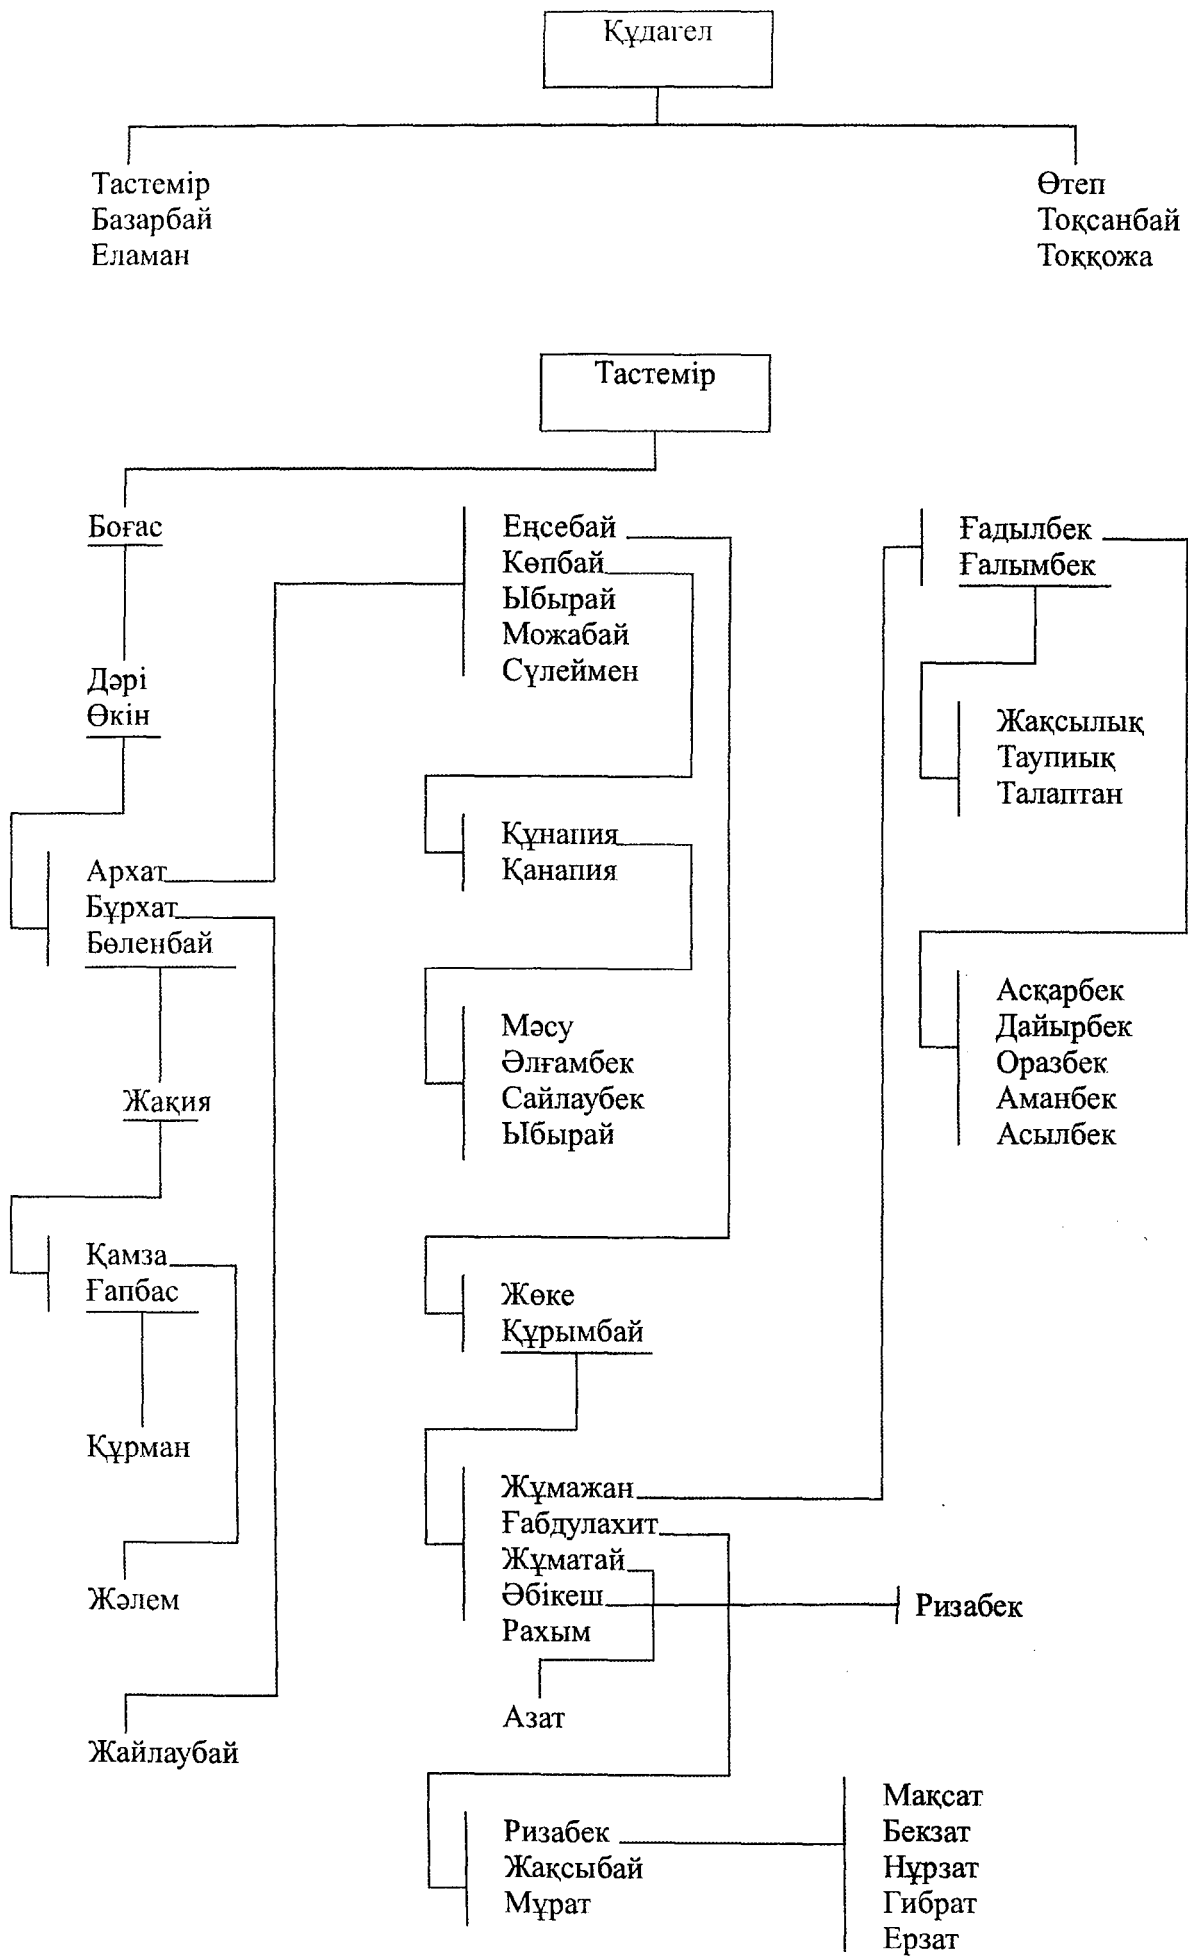 Құдагел
Тастемір
Базарбай
Еламан
Өтеп
Тоқсанбай
Тоққожа
Тастемір
Боғас
Дәрі
Өкін
Архат
Бұрхат
Бөленбай
Жақия
Қамза
Ғапбас
Құрман
Жәлем
Жайлаубай
Еңсебай
Көпбай
Ыбырай
Можабай
Сүлеймен
Құнапия
Қанапия
Мәсу
Әлғамбек
Сайлаубек
Ыбырай
Жөке
Құрымбай
Жұмажан
Ғабдулахит
Жұматай
Әбікеш
Рахым
Азат
Ризабек
Жақсыбай
Мұрат
Ғадылбек
Ғалымбек
Жақсылық
Таупиық
Талаптан
Асқарбек
Дайырбек
Оразбек
Аманбек
Асылбек
Ризабек
Мақсат
Бекзат
Нұрзат
Гибрат
Ерзат